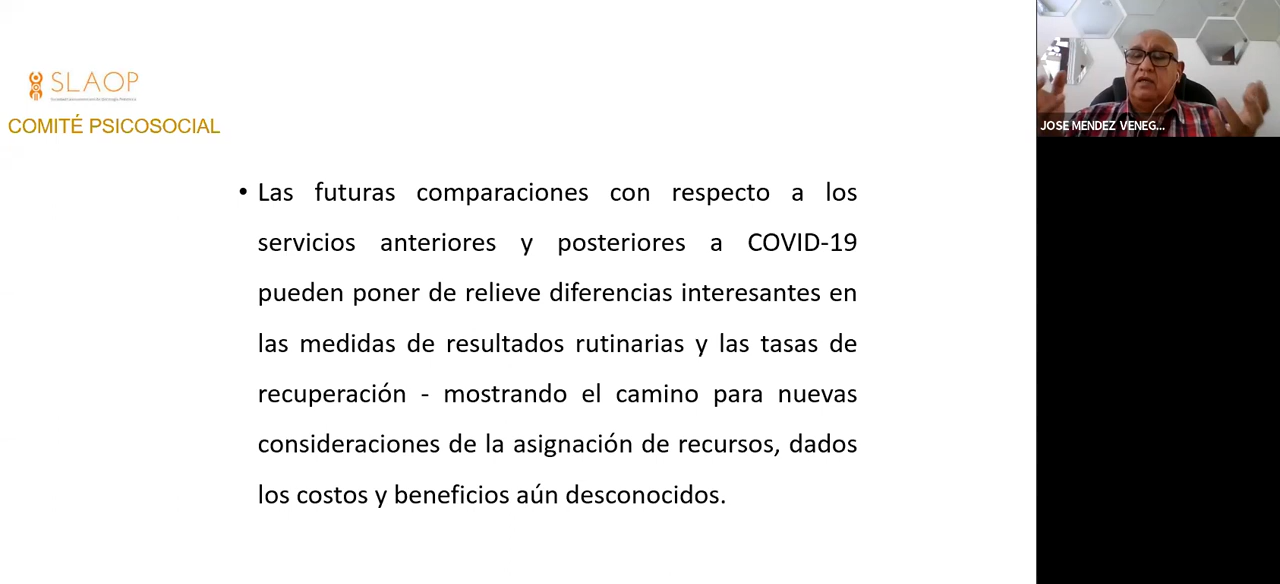 SLAOP
COMITÉ PSICOSOCIAL
JOSE MENDEZ VENEG...
• Las futuras comparaciones con respecto a los
servicios anteriores y posteriores a COVID-19
pueden poner de relieve diferencias interesantes en
las medidas de resultados rutinarias y las tasas de
recuperación - mostrando el camino para nuevas
consideraciones de la asignación de recursos, dados
los costos y beneficios aún desconocidos.